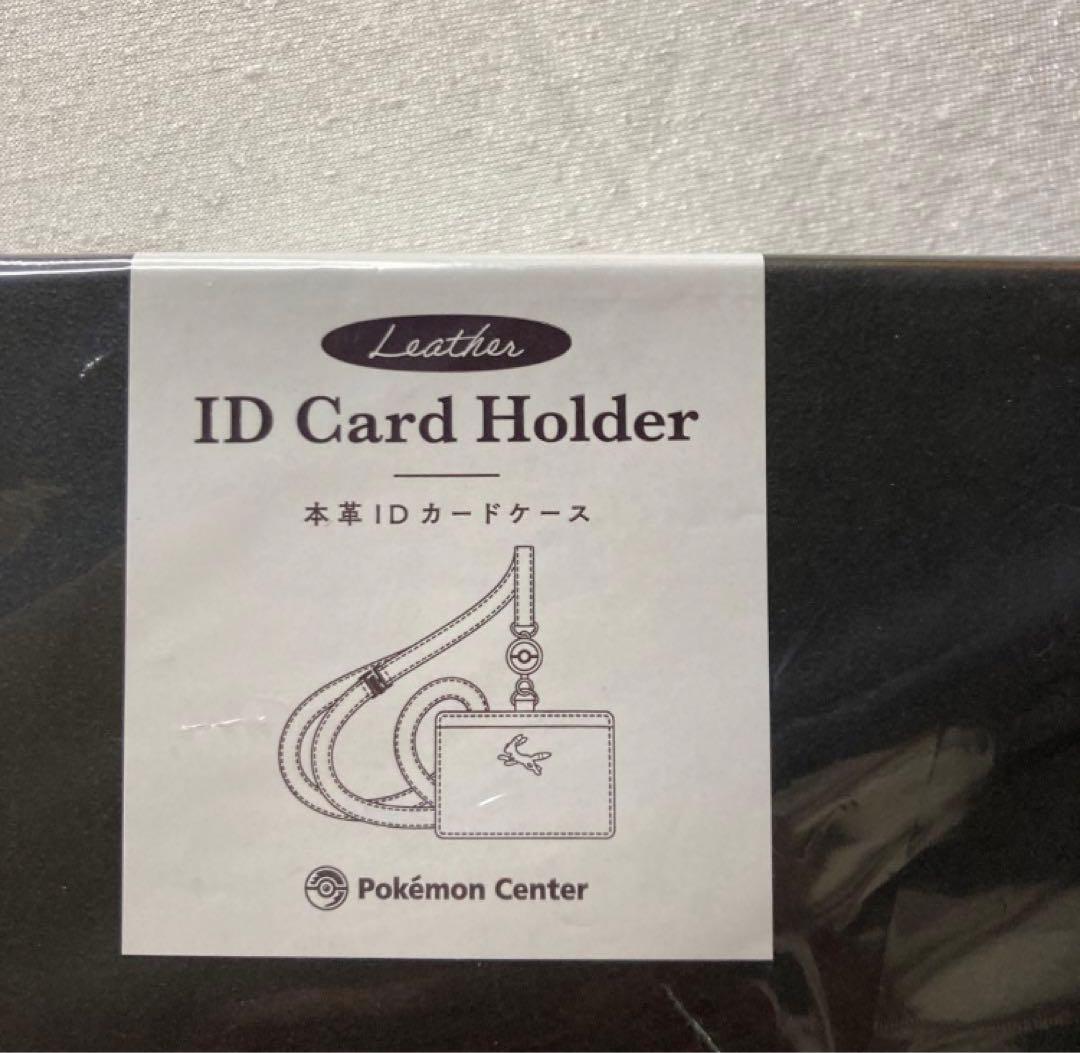 Leather
ID Card Holder
本革IDカードケース
Pokémon Center